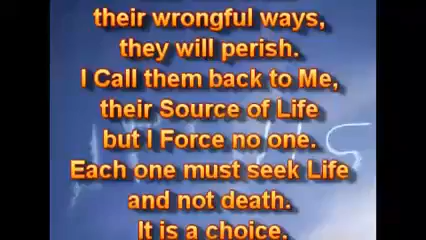 their wrongful ways,
they will perish.
I Call them back to Me,
their Source of Life
but I Force no one.
Each one must seek Life
and not death.
It is a choice.